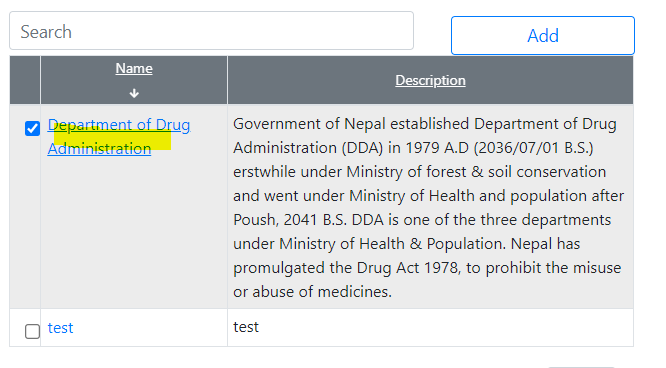 Search
Add
Name
Description
Department of Drug
Administration
Government of Nepal established Department of Drug
Administration (DDA) in 1979 A.D (2036/07/01 B.S.)
erstwhile under Ministry of forest & soil conservation
and went under Ministry of Health and population after
Poush, 2041 B.S. DDA is one of the three departments
under Ministry of Health & Population. Nepal has
promulgated the Drug Act 1978, to prohibit the misuse
or abuse of medicines.
test
test